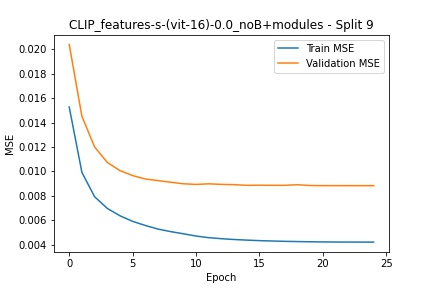 CLIP_features-s-(vit-16)-0.0_noB+modules - Split 9
Train MSE
Validation MSE
MSE
0.020
0.018
0.016
0.014
0.012
0.010
0.008
0.006
0.004
0 5 10 15 20 25
Epoch